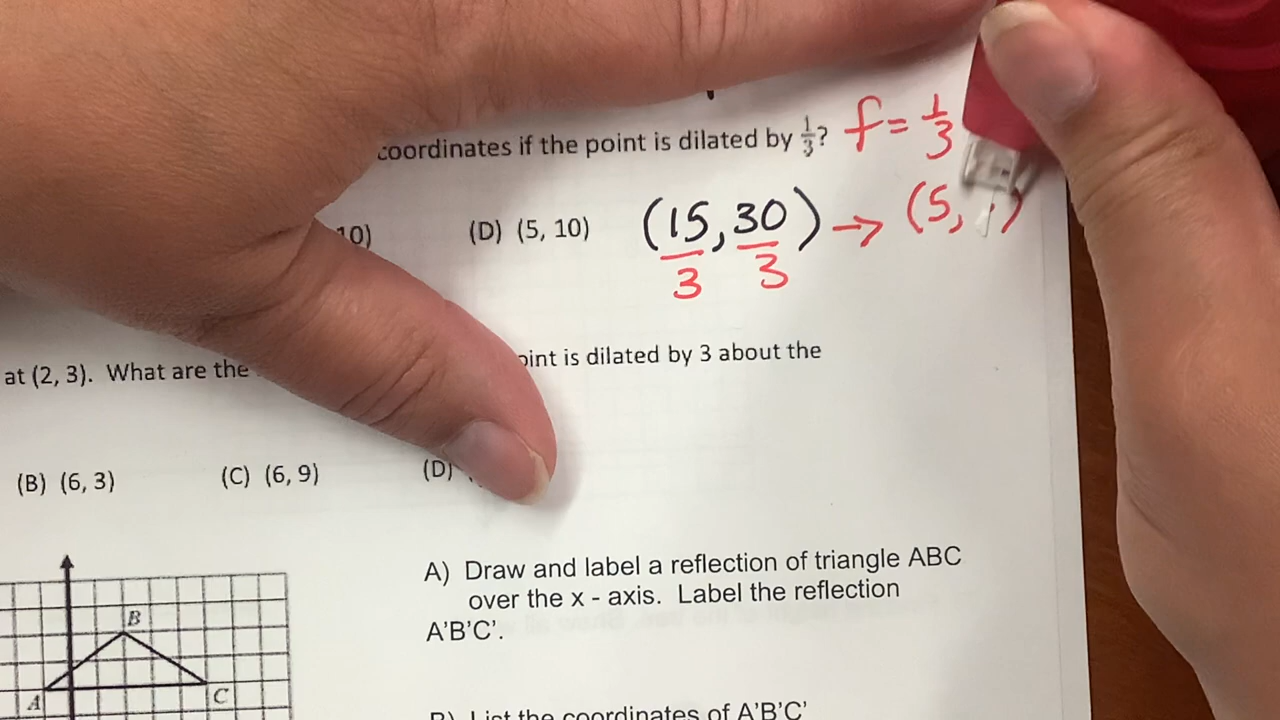 coordinates if the point is dilated by 1/3? f = 1/3
10) (D) (5, 10) (15, 30) → (5, )
3 3
at (2, 3). What are the
oint is dilated by 3 about the
(B) (6, 3) (C) (6, 9) (D)
A) Draw and label a reflection of triangle ABC
over the x - axis. Label the reflection
A'B'C'.
B
A C
B) List the coordinates of A'B'C'